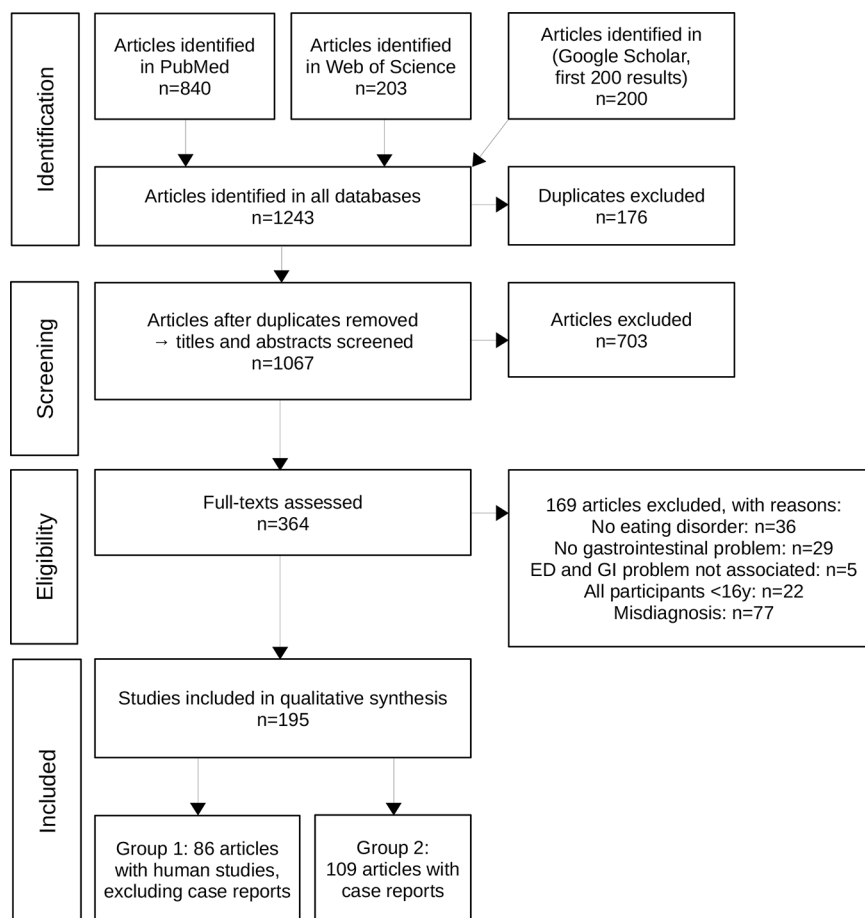 Identification
Articles identified
in PubMed
n=840
Articles identified
in Web of Science
n=203
Articles identified in
(Google Scholar,
first 200 results)
n=200
Articles identified in all databases
n=1243
Duplicates excluded
n=176
Screening
Articles after duplicates removed
→ titles and abstracts screened
n=1067
Articles excluded
n=703
Eligibility
Full-texts assessed
n=364
169 articles excluded, with reasons:
No eating disorder: n=36
No gastrointestinal problem: n=29
ED and GI problem not associated: n=5
All participants <16y: n=22
Misdiagnosis: n=77
Included
Studies included in qualitative synthesis
n=195
Group 1: 86 articles
with human studies,
excluding case reports
Group 2:
109 articles with
case reports